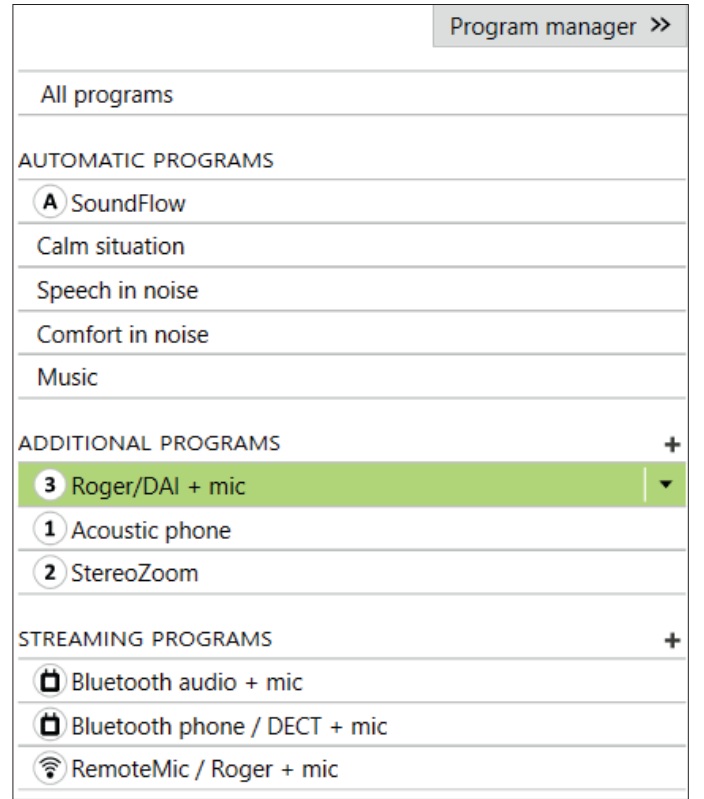 Program manager »
All programs
AUTOMATIC PROGRAMS
A SoundFlow
Calm situation
Speech in noise
Comfort in noise
Music
ADDITIONAL PROGRAMS +
3 Roger/DAI + mic
1 Acoustic phone
2 StereoZoom
STREAMING PROGRAMS +
Bluetooth audio + mic
Bluetooth phone / DECT + mic
RemoteMic / Roger + mic